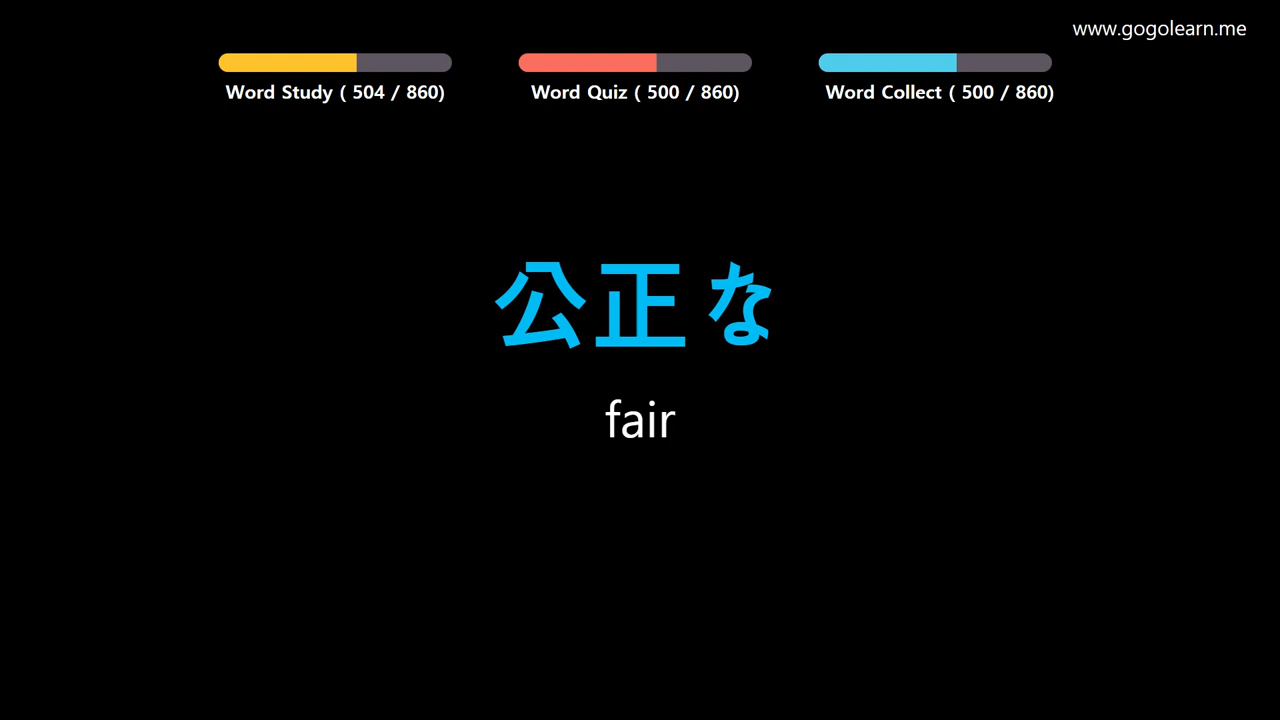 www.gogolearn.me
Word Study ( 504 / 860)
Word Quiz ( 500 / 860)
Word Collect ( 500 / 860)
公正な
fair